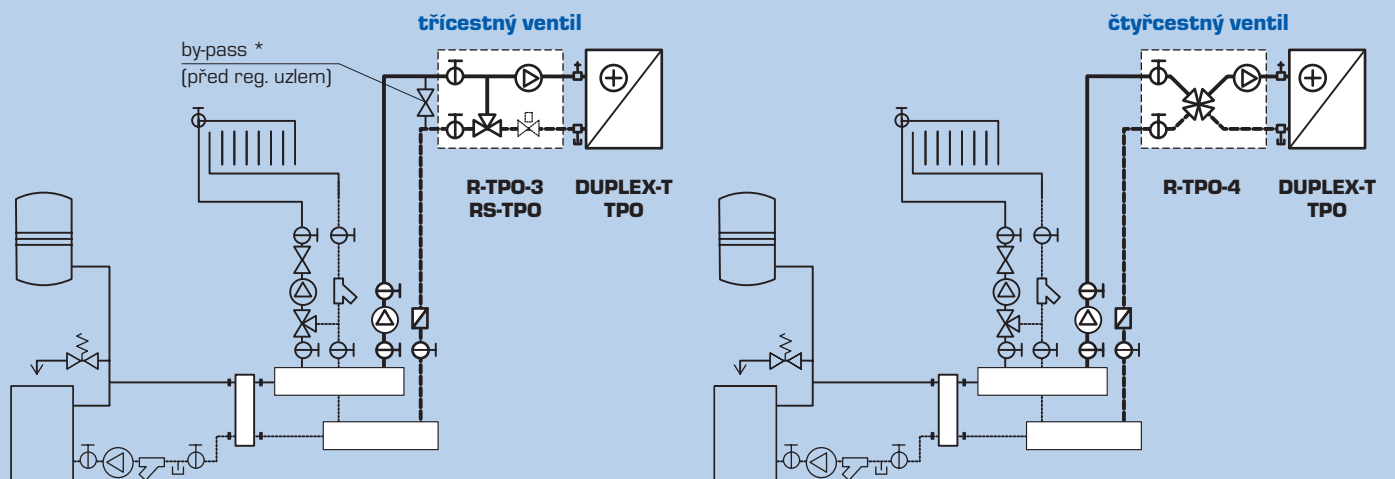 třícestný ventil
by-pass *
(před reg. uzlem)
R-TPO-3
RS-TPO
DUPLEX-T
TPO
čtyřcestný ventil
R-TPO-4
DUPLEX-T
TPO